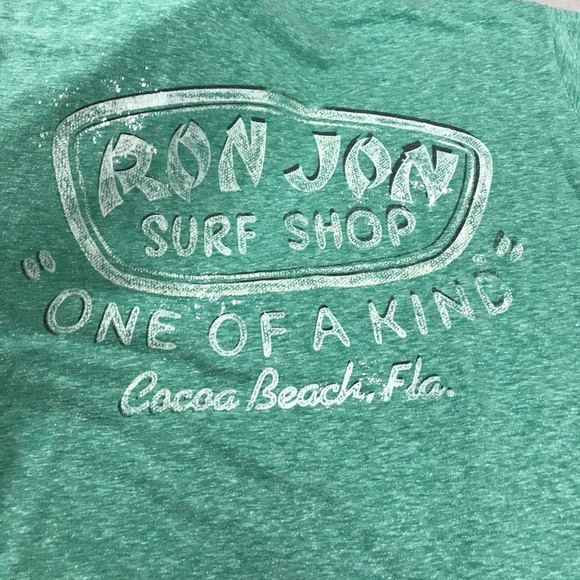 RON JON
SURF SHOP
"ONE OF A KIND"
Cocoa Beach, Fla.